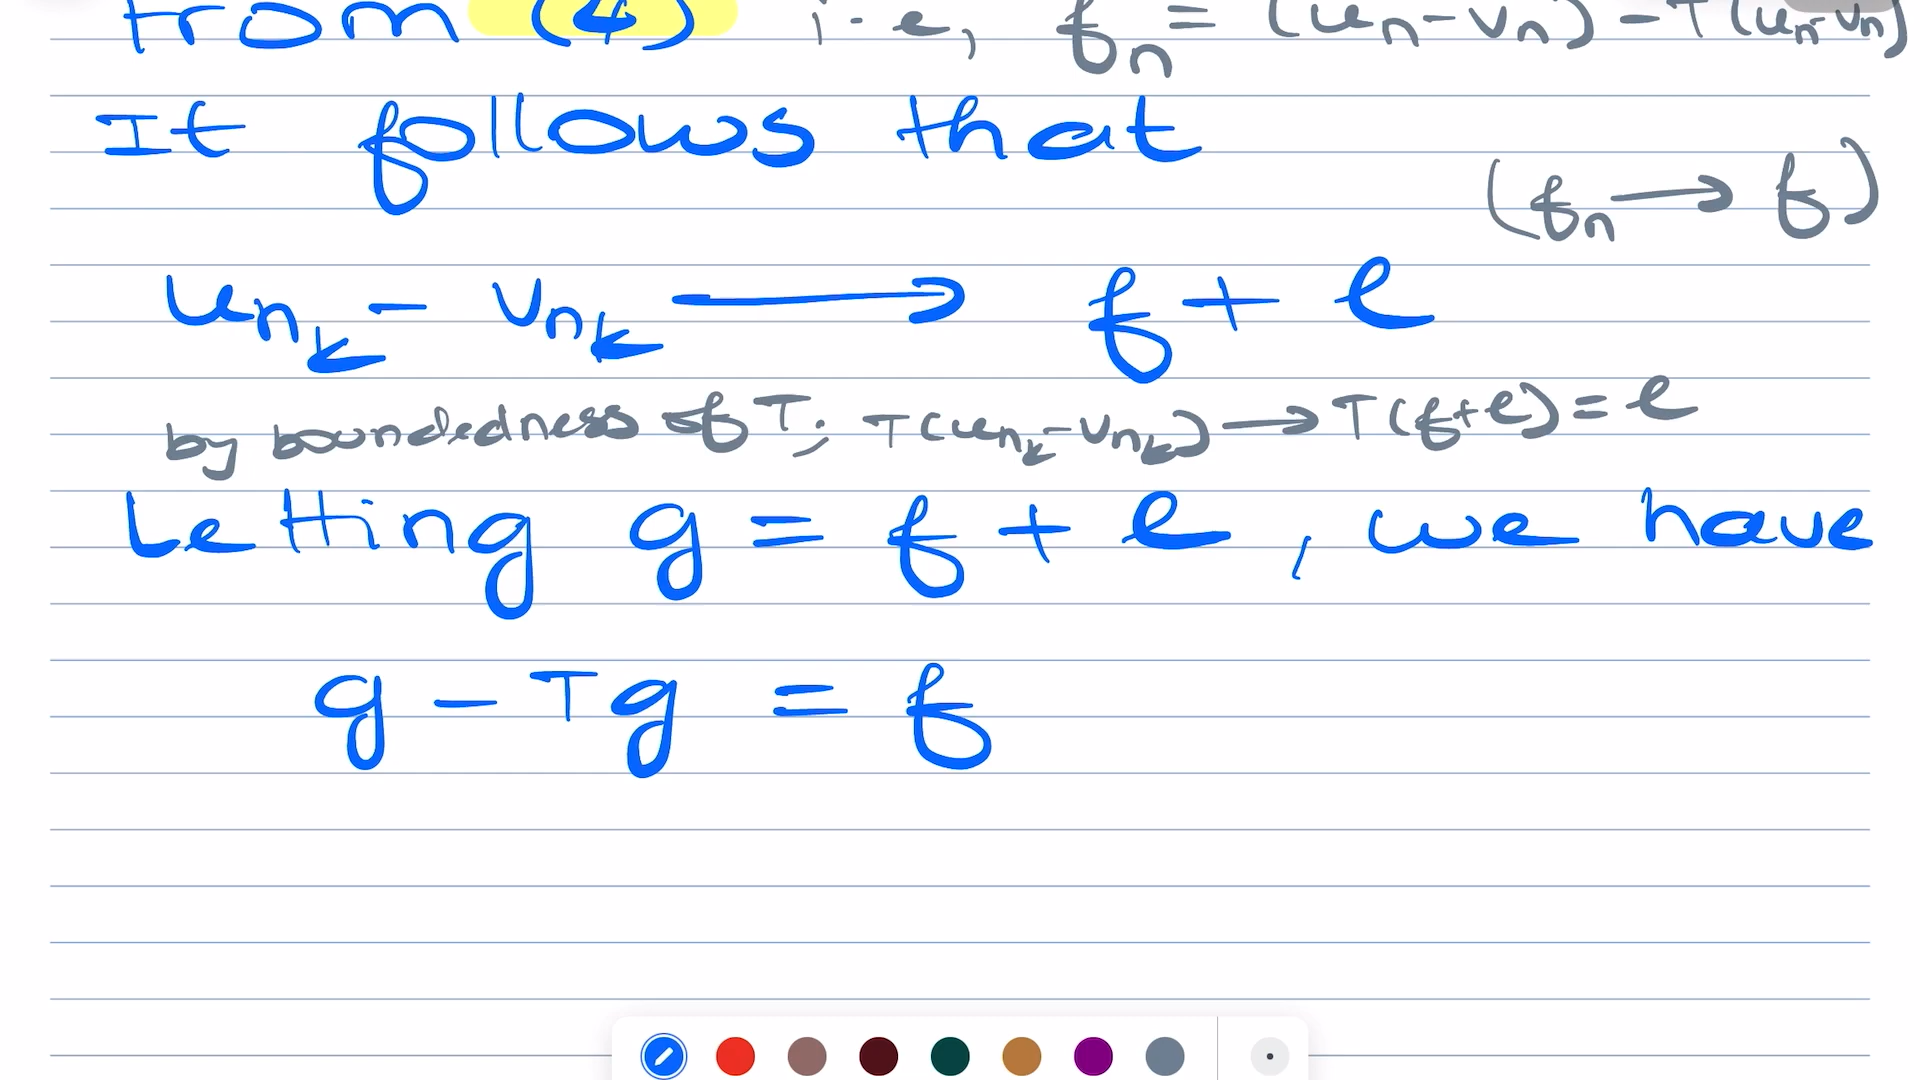 From (4) i.e, fₙ = (uₙ - vₙ) - T(uₙ - vₙ)
It follows that
(fₙ ⟶ f)
uₙₖ - vₙₖ ⟶ f + e
by boundedness of T; T(uₙₖ - vₙₖ) ⟶ T(f+e) = e
Letting g = f + e, we have
g - Tg = f